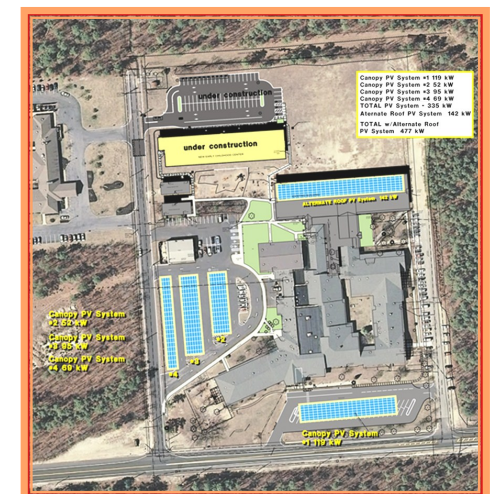 under construction
Canopy PV System #1 119 kW
Canopy PV System #2 52 kW
Canopy PV System #3 95 kW
Canopy PV System #4 69 kW
TOTAL PV System - 335 kW
Aternate Roof PV System 142 kW
TOTAL w/Alternate Roof
PV System 477 kW
under construction
ALTERNATE ROOF PV System 142 kW
Canopy PV System
#2 52 kW
Canopy PV System
#3 95 kW
Canopy PV System
#4 69 kW
#2
#3
#4
Canopy PV System
#1 119 kW